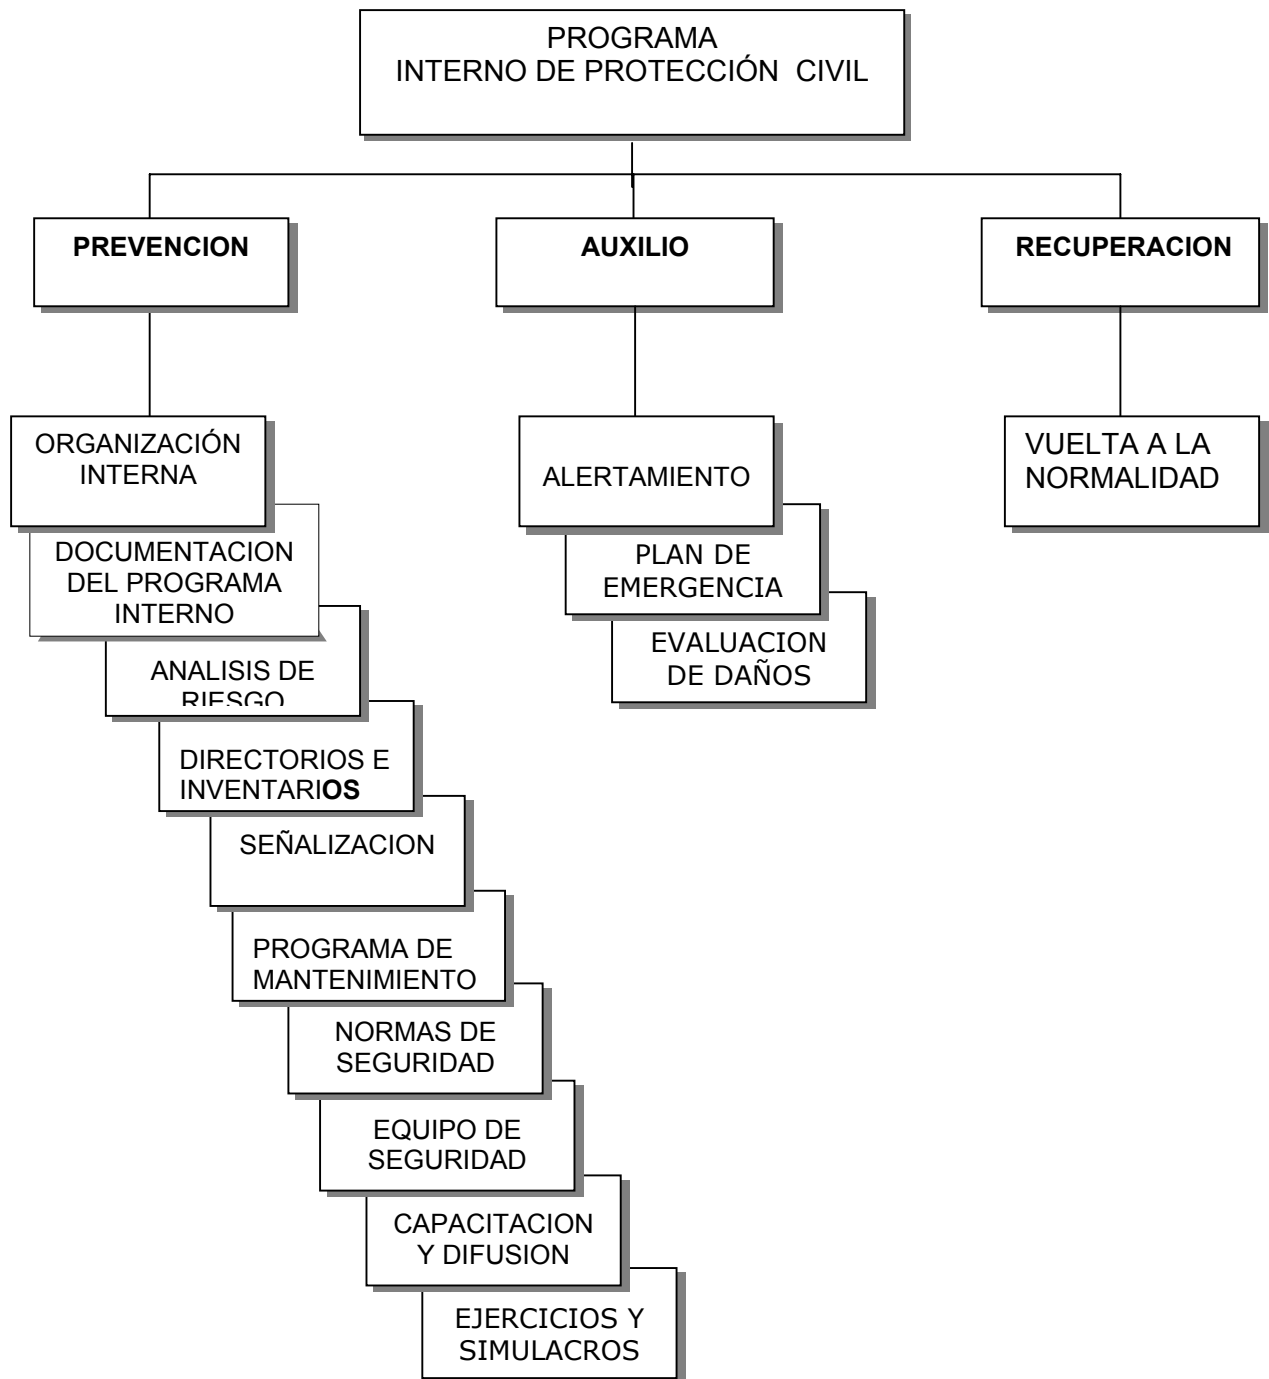 PROGRAMA
INTERNO DE PROTECCIÓN CIVIL
PREVENCION
AUXILIO
RECUPERACION
ORGANIZACIÓN
INTERNA
DOCUMENTACION
DEL PROGRAMA
INTERNO
ANALISIS DE
RIESGO
DIRECTORIOS E
INVENTARIOS
SEÑALIZACION
PROGRAMA DE
MANTENIMIENTO
NORMAS DE
SEGURIDAD
EQUIPO DE
SEGURIDAD
CAPACITACION
Y DIFUSION
EJERCICIOS Y
SIMULACROS
ALERTAMIENTO
PLAN DE
EMERGENCIA
EVALUACION
DE DAÑOS
VUELTA A LA
NORMALIDAD